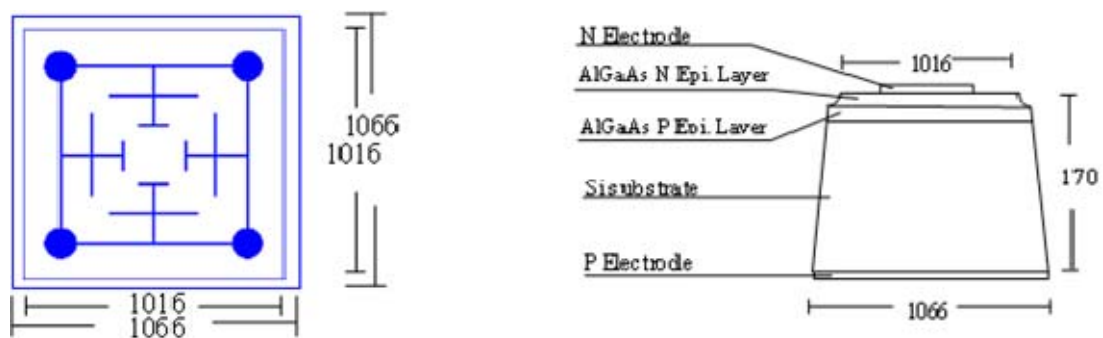 1066
1016
1016
1066
N Electrode
1016
AlGaAs N Epi. Layer
AlGaAs P Epi. Layer
170
Si substrate
P Electrode
1066